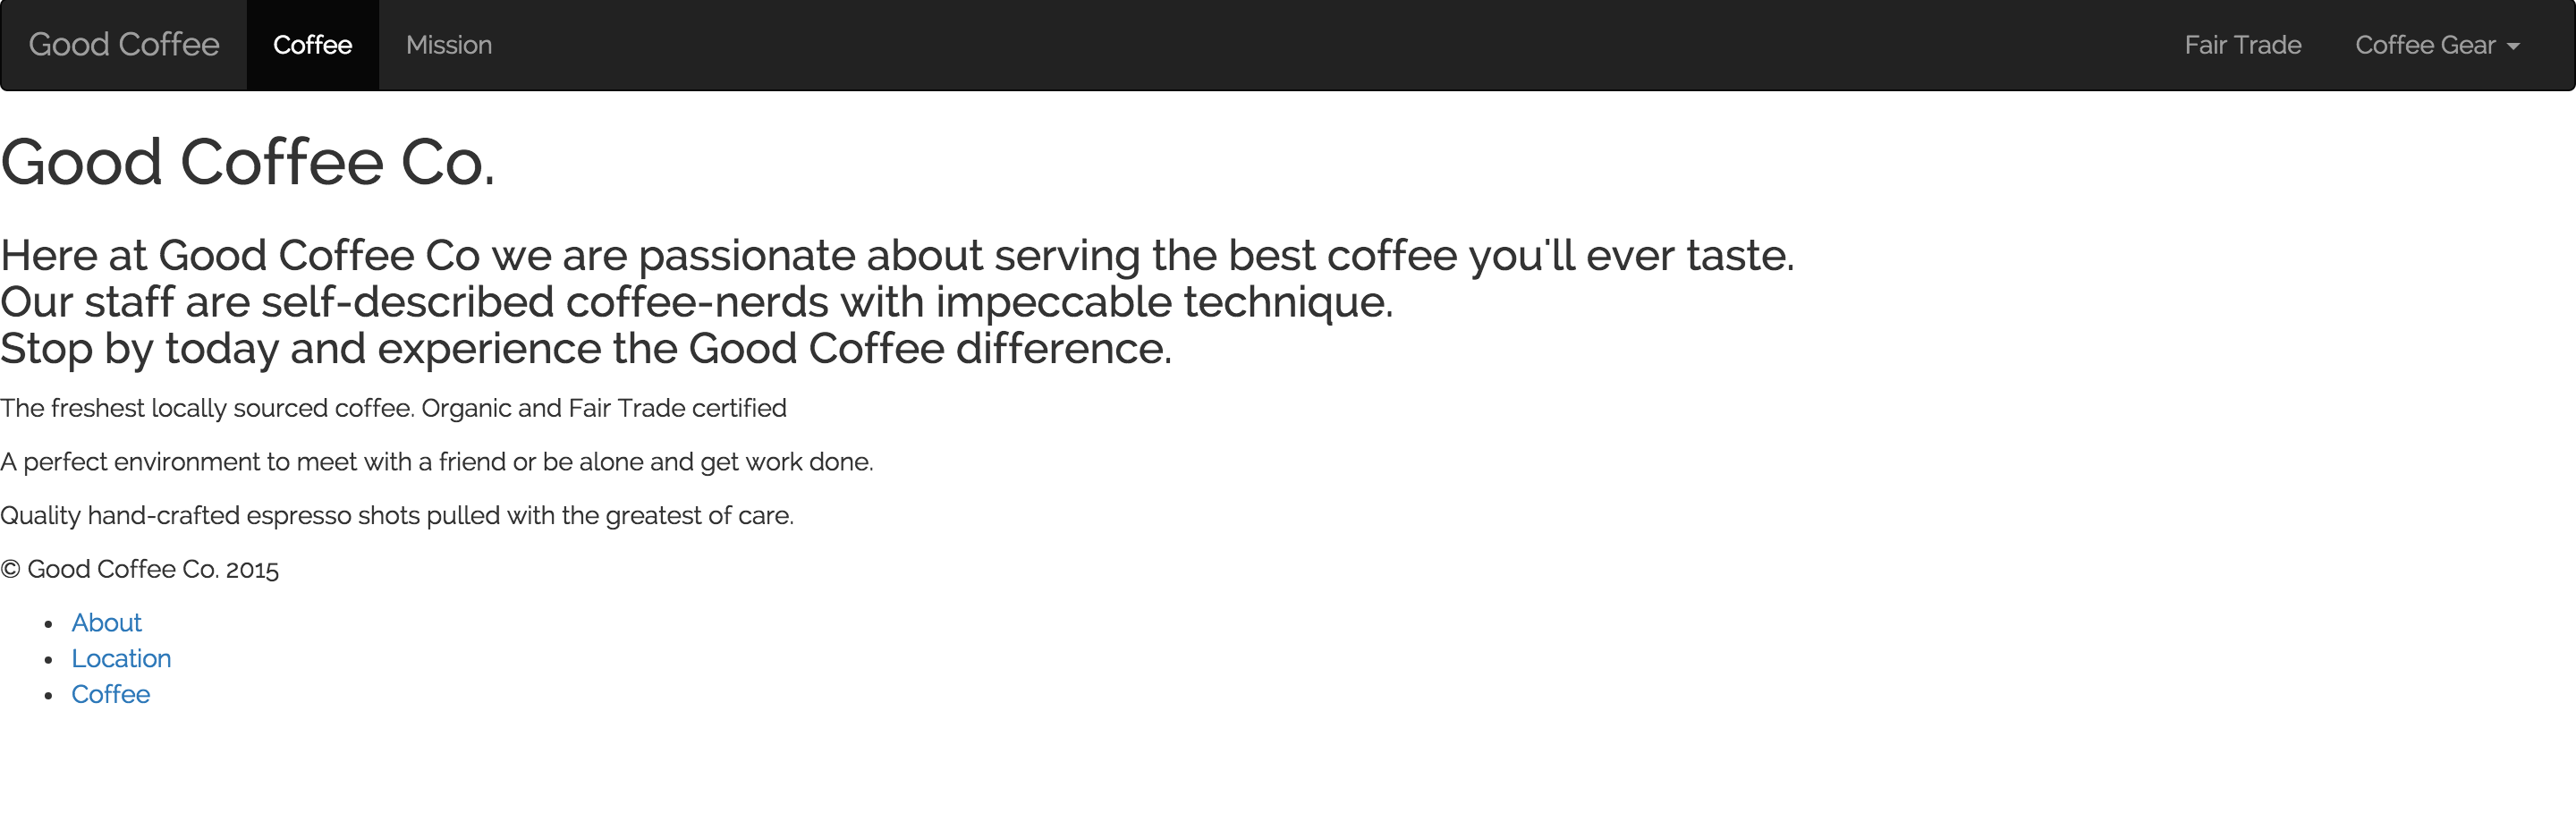 Good Coffee Coffee Mission Fair Trade Coffee Gear
Good Coffee Co.
Here at Good Coffee Co we are passionate about serving the best coffee you'll ever taste.
Our staff are self-described coffee-nerds with impeccable technique.
Stop by today and experience the Good Coffee difference.
The freshest locally sourced coffee. Organic and Fair Trade certified
A perfect environment to meet with a friend or be alone and get work done.
Quality hand-crafted espresso shots pulled with the greatest of care.
© Good Coffee Co. 2015
• About
• Location
• Coffee